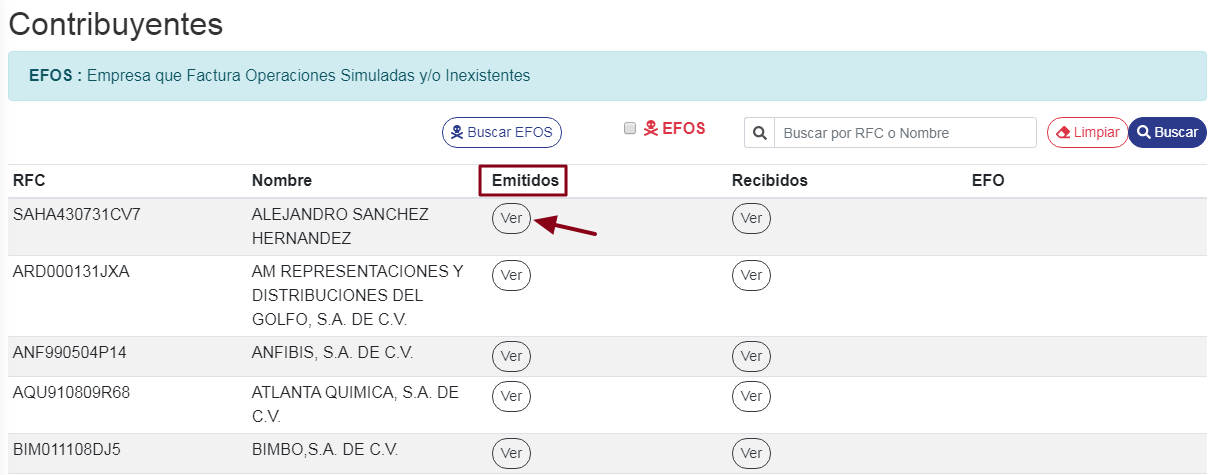 Contribuyentes
EFOS : Empresa que Factura Operaciones Simuladas y/o Inexistentes
Buscar EFOS EFOS Buscar por RFC o Nombre Limpiar Buscar
RFC Nombre Emitidos Recibidos EFO
SAHA430731CV7 ALEJANDRO SANCHEZ Ver Ver
HERNANDEZ
ARD000131JXA AM REPRESENTACIONES Y Ver Ver
DISTRIBUCIONES DEL
GOLFO, S.A. DE C.V.
ANF990504P14 ANFIBIS, S.A. DE C.V. Ver Ver
AQU910809R68 ATLANTA QUIMICA, S.A. DE Ver Ver
C.V.
BIM011108DJ5 BIMBO,S.A. DE C.V. Ver Ver